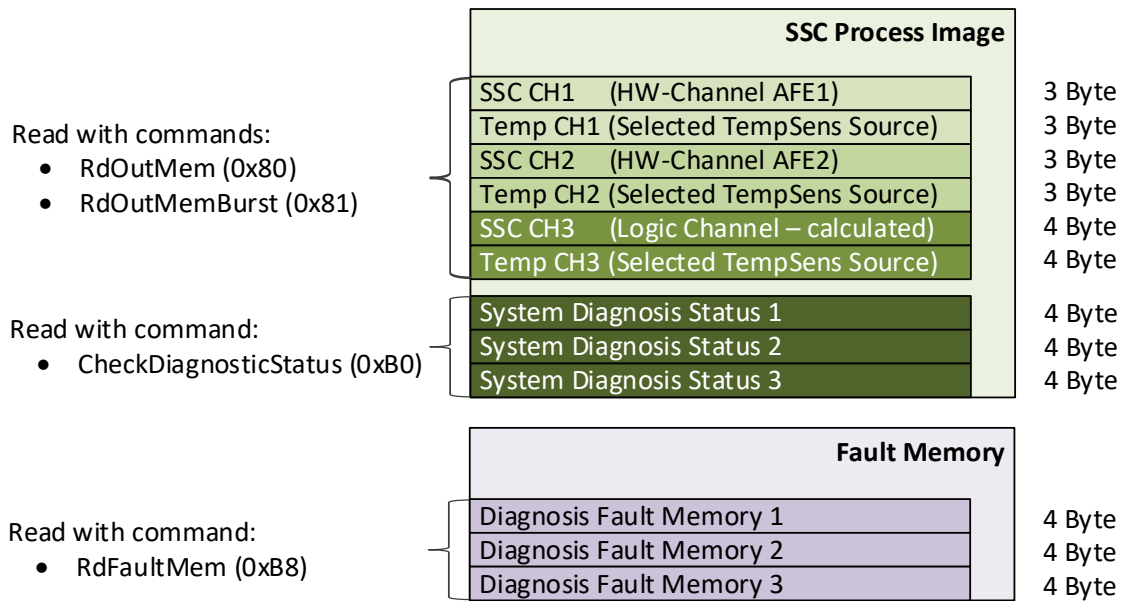 SSC Process Image
Read with commands:
• RdOutMem (0x80)
• RdOutMemBurst (0x81)
SSC CH1 (HW-Channel AFE1) 3 Byte
Temp CH1 (Selected TempSens Source) 3 Byte
SSC CH2 (HW-Channel AFE2) 3 Byte
Temp CH2 (Selected TempSens Source) 3 Byte
SSC CH3 (Logic Channel – calculated) 4 Byte
Temp CH3 (Selected TempSens Source) 4 Byte
Read with command:
• CheckDiagnosticStatus (0xB0)
System Diagnosis Status 1 4 Byte
System Diagnosis Status 2 4 Byte
System Diagnosis Status 3 4 Byte
Fault Memory
Read with command:
• RdFaultMem (0xB8)
Diagnosis Fault Memory 1 4 Byte
Diagnosis Fault Memory 2 4 Byte
Diagnosis Fault Memory 3 4 Byte